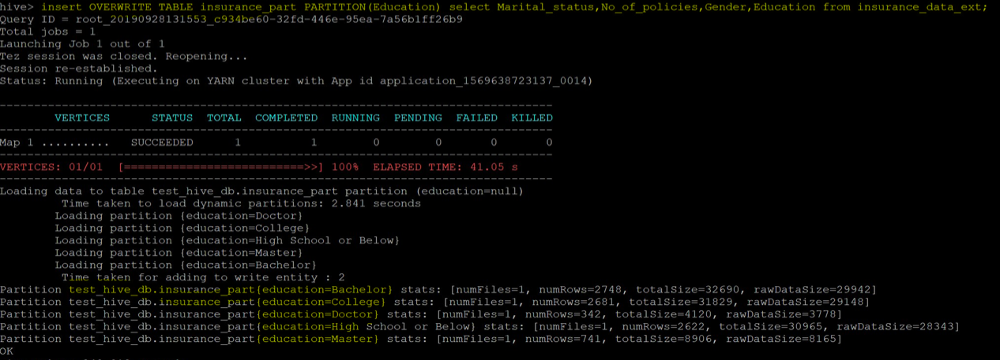 hive> insert OVERWRITE TABLE insurance_part PARTITION(Education) select Marital_status,No_of_policies,Gender,Education from insurance_data_ext;
Query ID = root_20190928131553_c934be60-32fd-446e-95ea-7a56b1ff26b9
Total jobs = 1
Launching Job 1 out of 1
Tez session was closed. Reopening...
Session re-established.
Status: Running (Executing on YARN cluster with App id application_1569638723137_0014)
--------------------------------------------------------------------------------
VERTICES STATUS TOTAL COMPLETED RUNNING PENDING FAILED KILLED
--------------------------------------------------------------------------------
Map 1 .......... SUCCEEDED 1 1 0 0 0 0
--------------------------------------------------------------------------------
VERTICES: 01/01 [==========================>>] 100% ELAPSED TIME: 41.05 s
--------------------------------------------------------------------------------
Loading data to table test_hive_db.insurance_part partition (education=null)
Time taken to load dynamic partitions: 2.841 seconds
Loading partition {education=Doctor}
Loading partition {education=College}
Loading partition {education=High School or Below}
Loading partition {education=Master}
Loading partition {education=Bachelor}
Time taken for adding to write entity : 2
Partition test_hive_db.insurance_part{education=Bachelor} stats: [numFiles=1, numRows=2748, totalSize=32690, rawDataSize=29942]
Partition test_hive_db.insurance_part{education=College} stats: [numFiles=1, numRows=2681, totalSize=31829, rawDataSize=29148]
Partition test_hive_db.insurance_part{education=Doctor} stats: [numFiles=1, numRows=342, totalSize=4120, rawDataSize=3778]
Partition test_hive_db.insurance_part{education=High School or Below} stats: [numFiles=1, numRows=2622, totalSize=30965, rawDataSize=28343]
Partition test_hive_db.insurance_part{education=Master} stats: [numFiles=1, numRows=741, totalSize=8906, rawDataSize=8165]
OK